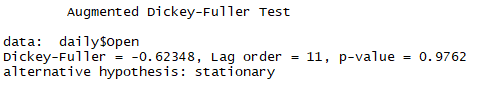 Augmented Dickey-Fuller Test
data: daily$Open
Dickey-Fuller = -0.62348, Lag order = 11, p-value = 0.9762
alternative hypothesis: stationary